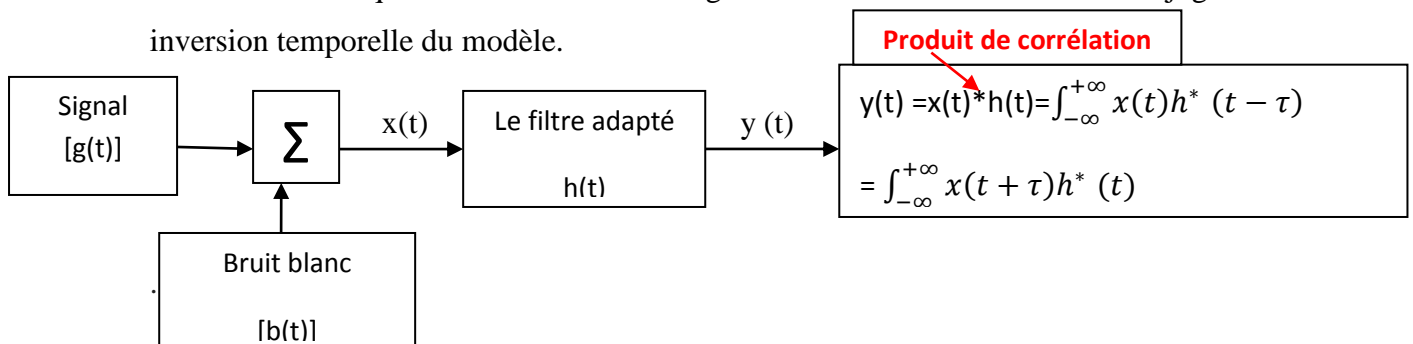 inversion temporelle du modèle.
Produit de corrélation
Signal
[g(t)]
Σ
x(t)
Le filtre adapté
h(t)
y (t)
y(t) =x(t)*h(t)=∫_{−∞}^{+∞} x(t)h* (t − τ)
= ∫_{−∞}^{+∞} x(t + τ)h* (t)
Bruit blanc
.
[b(t)]